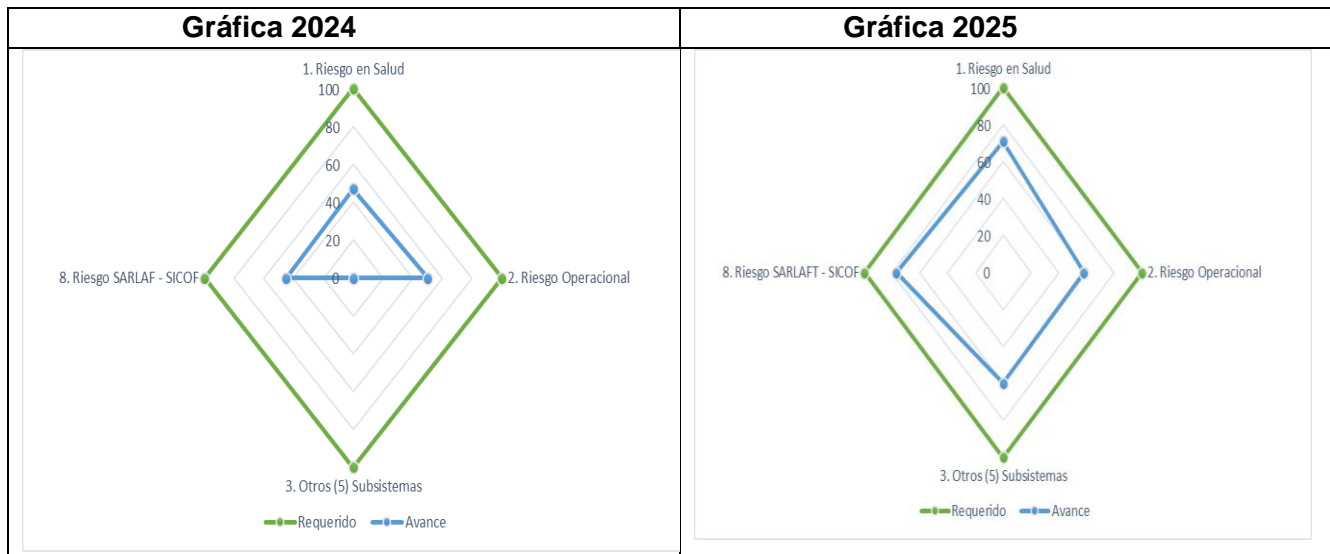 Gráfica 2024
1. Riesgo en Salud
100
80
60
40
20
0
8. Riesgo SARLAF - SICOF
2. Riesgo Operacional
3. Otros (5) Subsistemas
Requerido Avance
Gráfica 2025
1. Riesgo en Salud
100
80
60
40
20
0
8. Riesgo SARLAFT - SICOF
2. Riesgo Operacional
3. Otros (5) Subsistemas
Requerido Avance